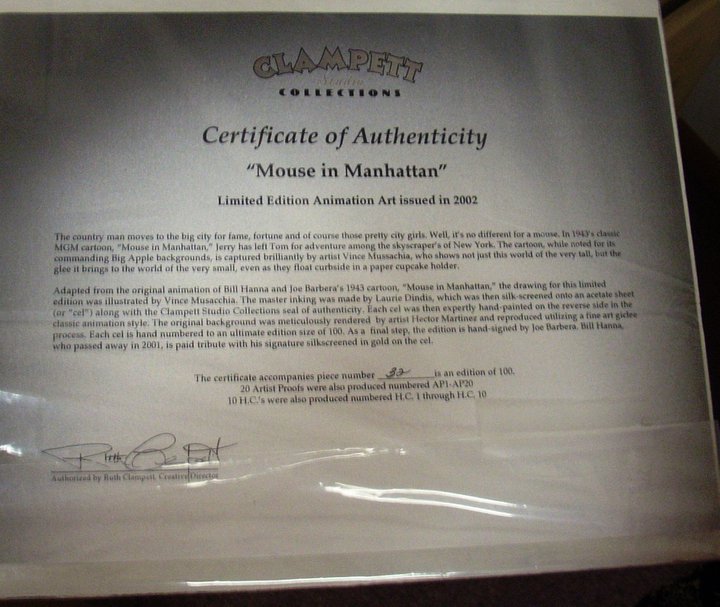 CLAMPETT
Studio
COLLECTIONS
Certificate of Authenticity
"Mouse in Manhattan"
Limited Edition Animation Art issued in 2002
The country man moves to the big city for fame, fortune and of course those pretty city girls. Well, it's no different for a mouse. In 1943's classic
MGM cartoon, "Mouse in Manhattan," Jerry has left Tom for adventure among the skyscraper's of New York. The cartoon, while noted for its
commanding Big Apple backgrounds, is captured brilliantly by artist Vince Mussachia, who shows not just this world of the very tall, but the
glee it brings to the world of the very small, even as they float curbside in a paper cupcake holder.
Adapted from the original animation of Bill Hanna and Joe Barbera's 1943 cartoon, "Mouse in Manhattan," the drawing for this limited
edition was illustrated by Vince Musacchia. The master inking was made by Laurie Dindis, which was then silk-screened onto an acetate sheet
(or "cel") along with the Clampett Studio Collections seal of authenticity. Each cel was then expertly hand-painted on the reverse side in the
classic animation style. The original background was meticulously rendered by artist Hector Martinez and reproduced utilizing a fine art giclee
process. Each cel is hand numbered to an ultimate edition size of 100. As a final step, the edition is hand-signed by Joe Barbera. Bill Hanna,
who passed away in 2001, is paid tribute with his signature silkscreened in gold on the cel.
The certificate accompanies piece number 32 is an edition of 100.
20 Artist Proofs were also produced numbered AP1-AP20
10 H.C.'s were also produced numbered H.C. 1 through H.C. 10
Authorized by Ruth Clampett, Creative Director